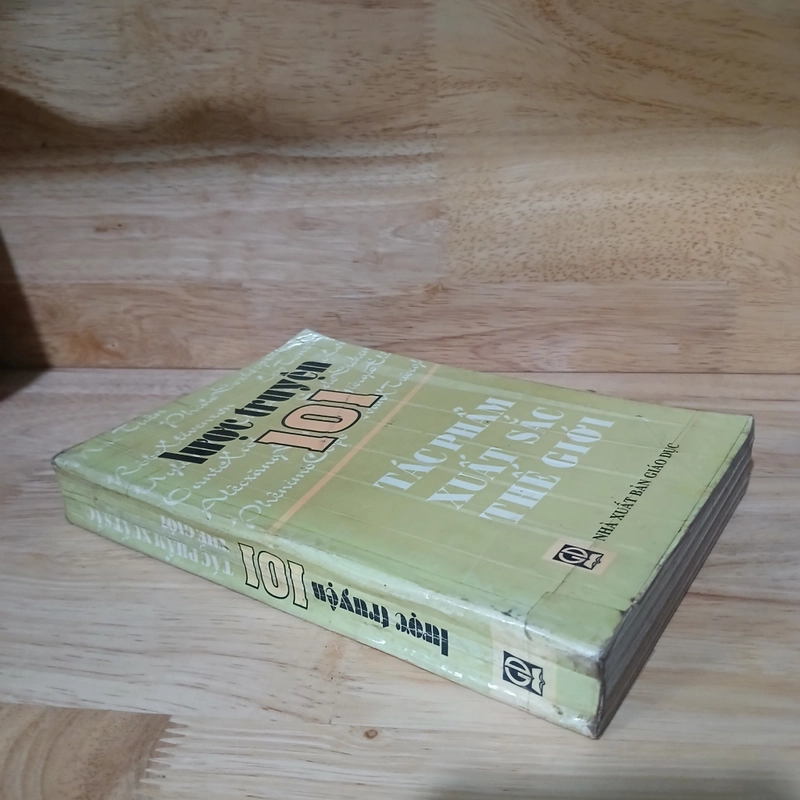 lược truyện
101
TÁC PHẨM
XUẤT SẮC
THẾ GIỚI
NHÀ XUẤT BẢN GIÁO DỤC
lược truyện
101
TÁC PHẨM XUẤT SẮC
THẾ GIỚI